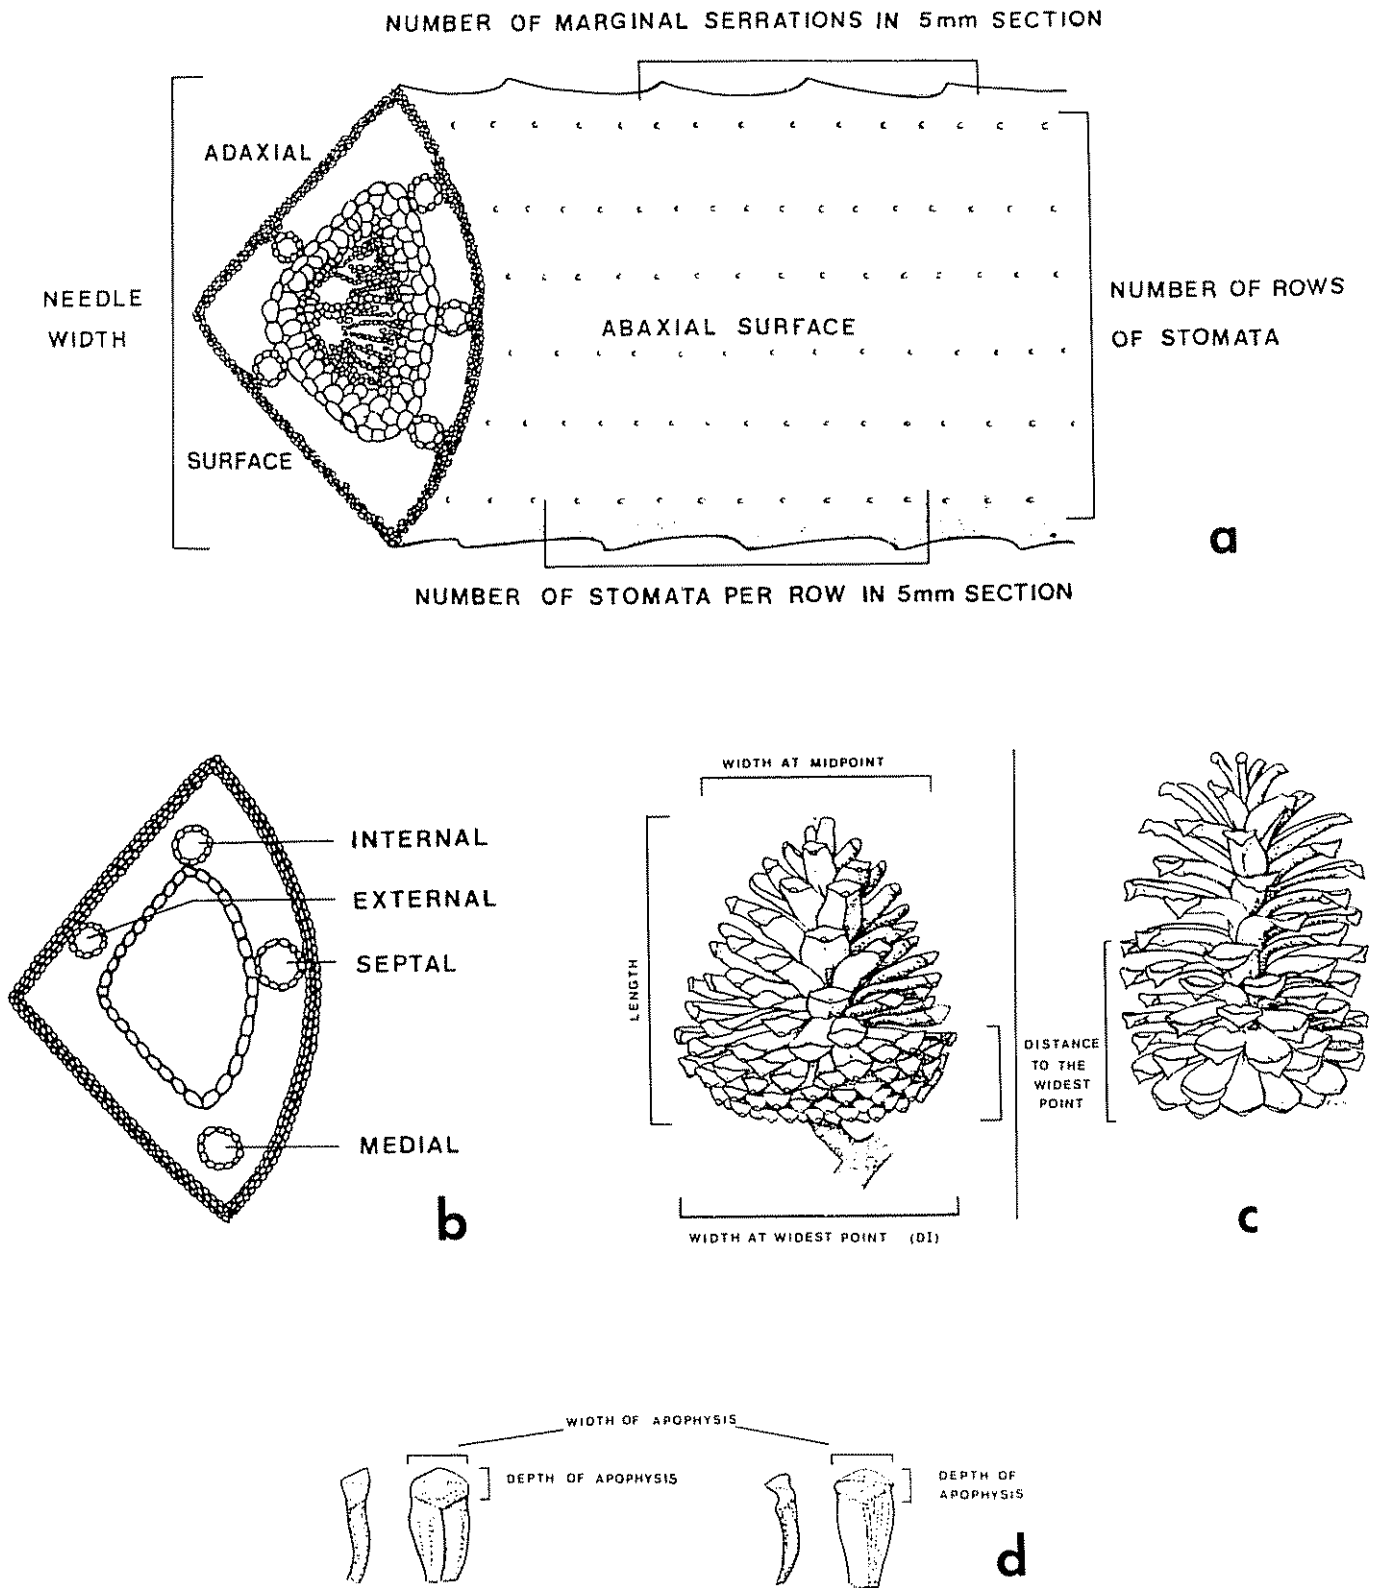 NUMBER OF MARGINAL SERRATIONS IN 5mm SECTION
ADAXIAL
NEEDLE
WIDTH
ABAXIAL SURFACE
NUMBER OF ROWS
OF STOMATA
SURFACE
a
NUMBER OF STOMATA PER ROW IN 5mm SECTION
INTERNAL
EXTERNAL
SEPTAL
MEDIAL
b
WIDTH AT MIDPOINT
LENGTH
DISTANCE
TO THE
WIDEST
POINT
WIDTH AT WIDEST POINT (DI)
c
WIDTH OF APOPHYSIS
DEPTH OF APOPHYSIS
DEPTH OF
APOPHYSIS
d